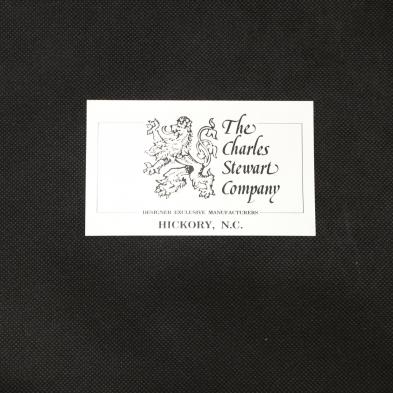 The
Charles
Stewart
Company
DESIGNER EXCLUSIVE MANUFACTURERS
HICKORY, N.C.